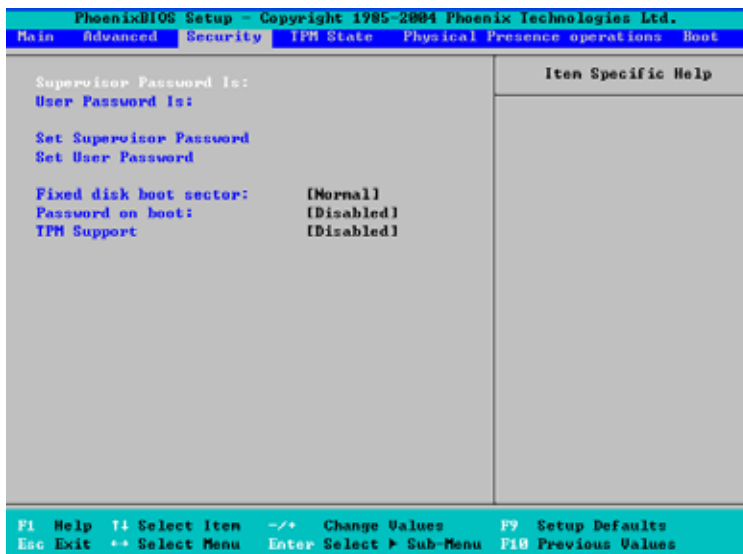 PhoenixBIOS Setup - Copyright 1985-2004 Phoenix Technologies Ltd.
Main Advanced Security TPM State Physical Presence operations Boot
Item Specific Help
Supervisor Password Is:
User Password Is:
Set Supervisor Password
Set User Password
Fixed disk boot sector: [Normal]
Password on boot: [Disabled]
TPM Support [Disabled]
F1 Help ↑↓ Select Item -/+ Change Values F9 Setup Defaults
Esc Exit ↔ Select Menu Enter Select ▶ Sub-Menu F10 Previous Values